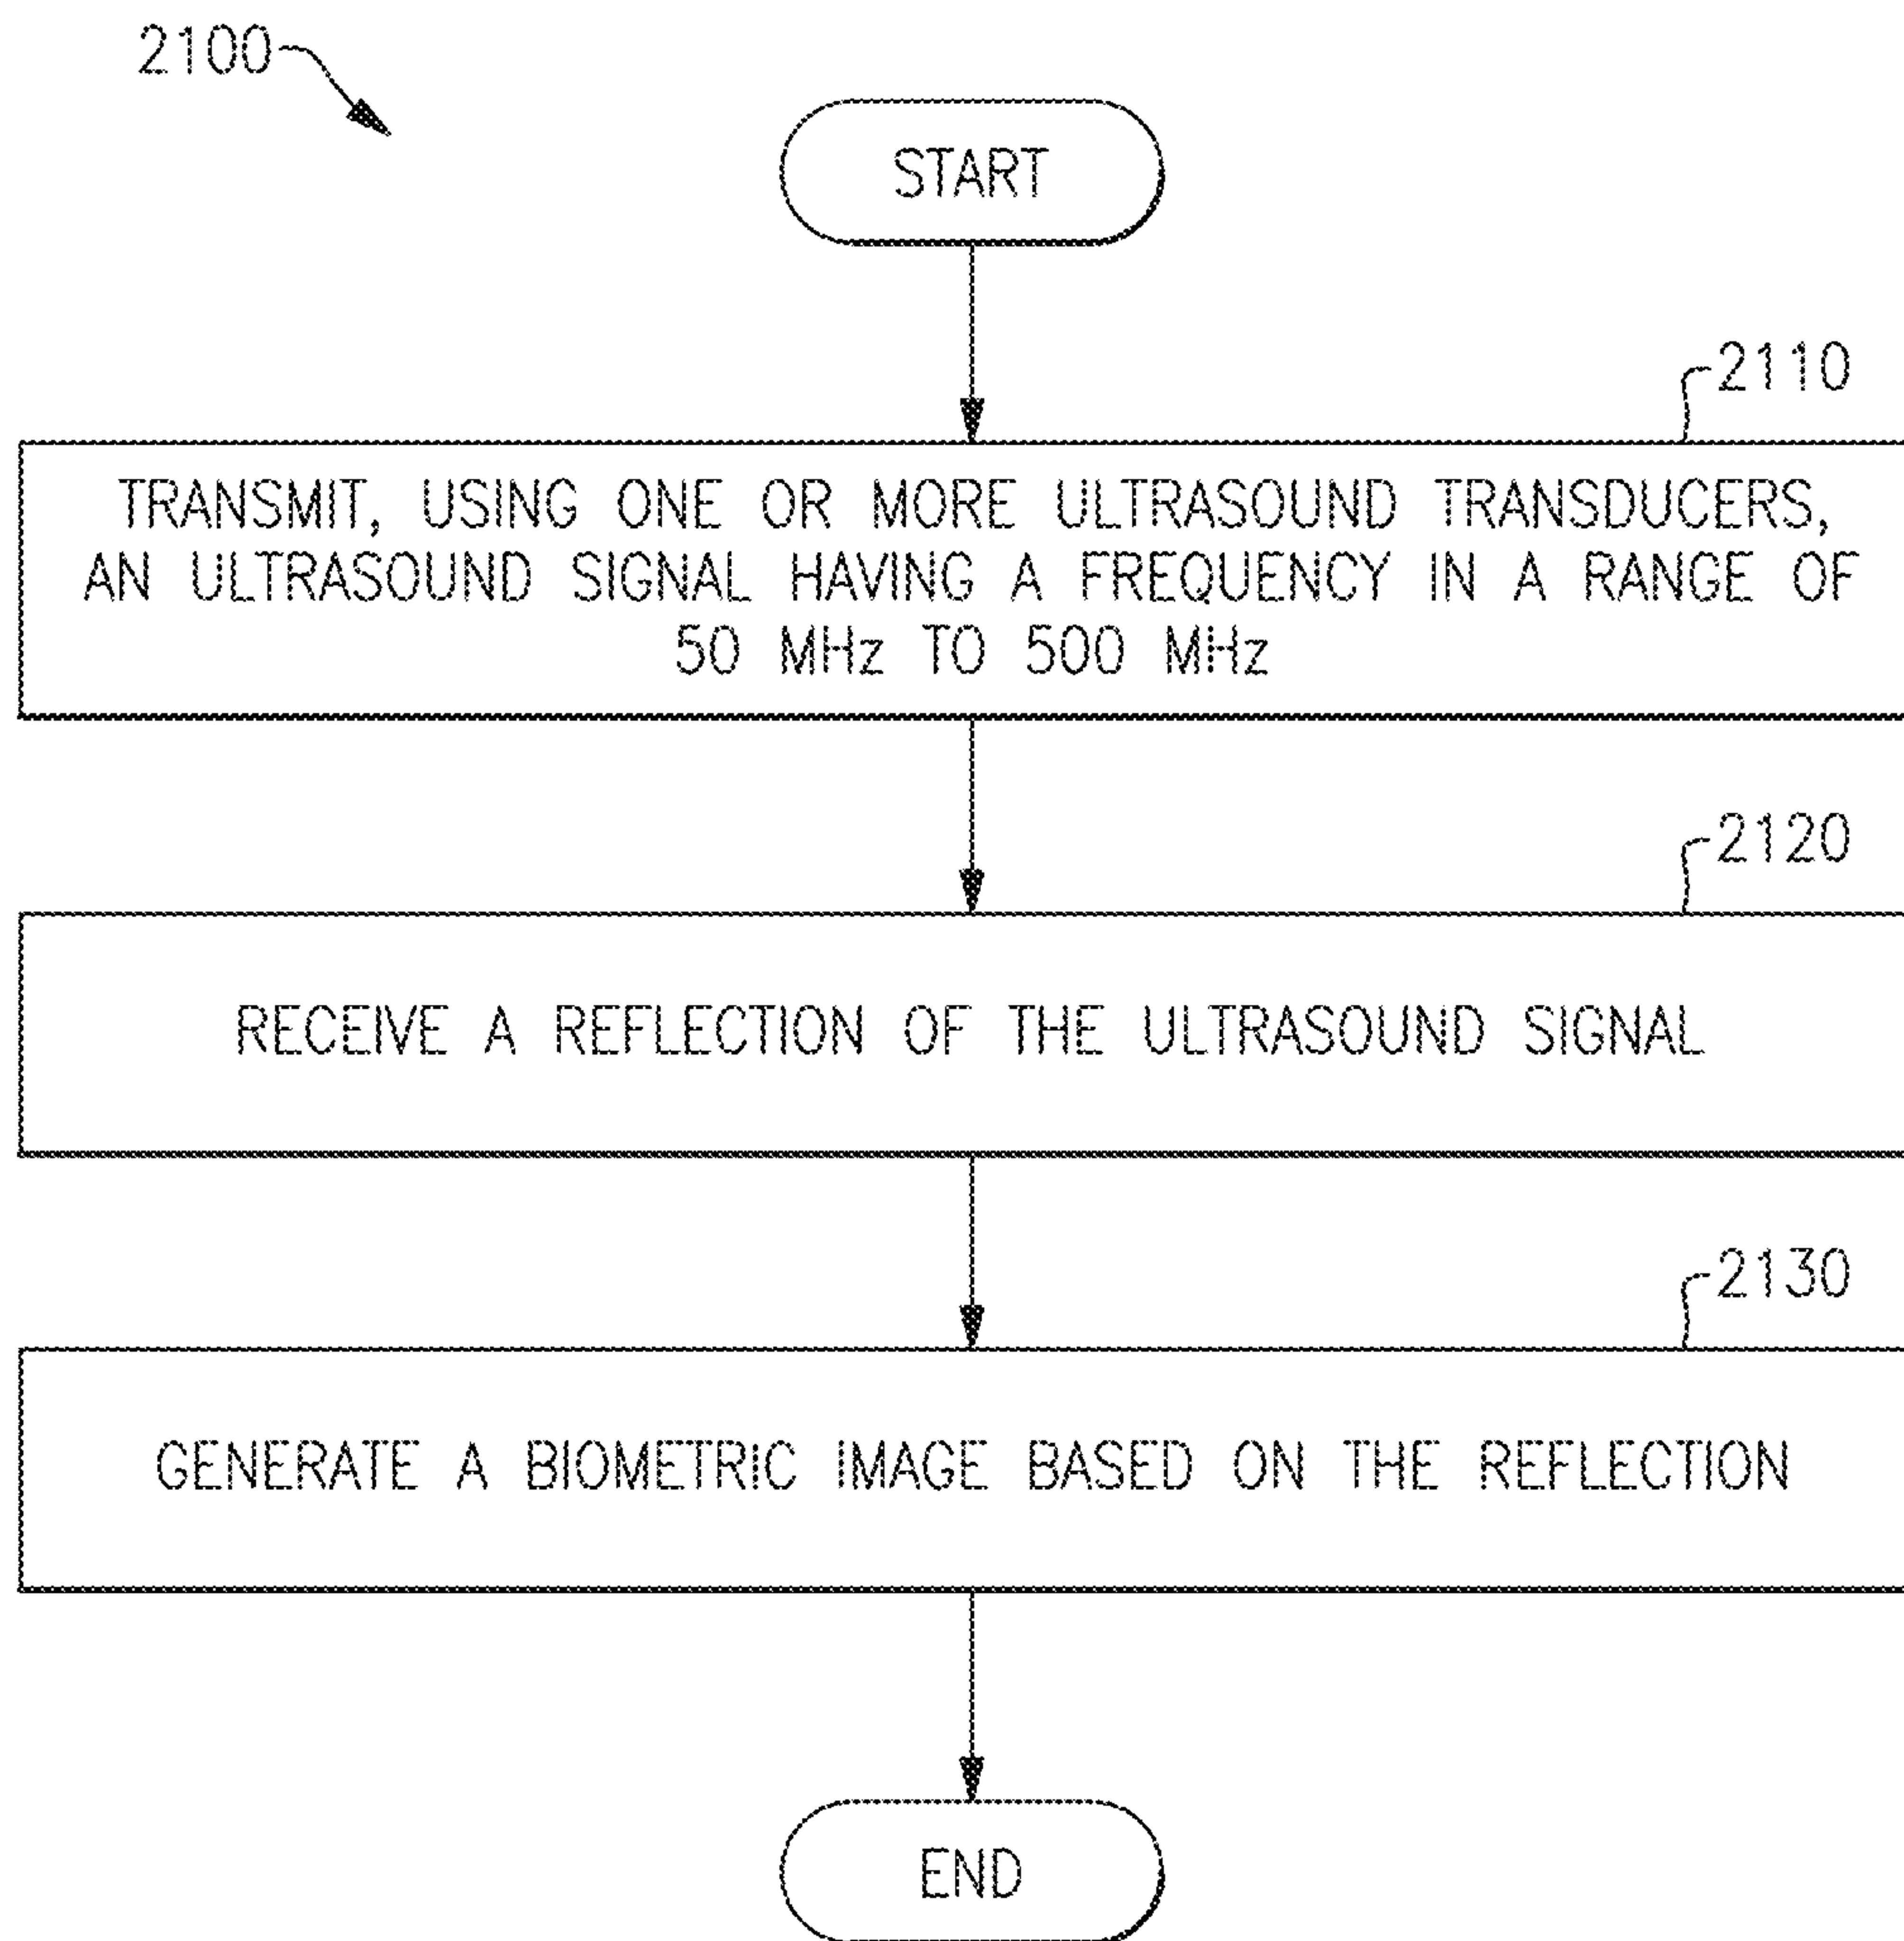 2100
START
2110
TRANSMIT, USING ONE OR MORE ULTRASOUND TRANSDUCERS,
AN ULTRASOUND SIGNAL HAVING A FREQUENCY IN A RANGE OF
50 MHz TO 500 MHz
2120
RECEIVE A REFLECTION OF THE ULTRASOUND SIGNAL
2130
GENERATE A BIOMETRIC IMAGE BASED ON THE REFLECTION
END